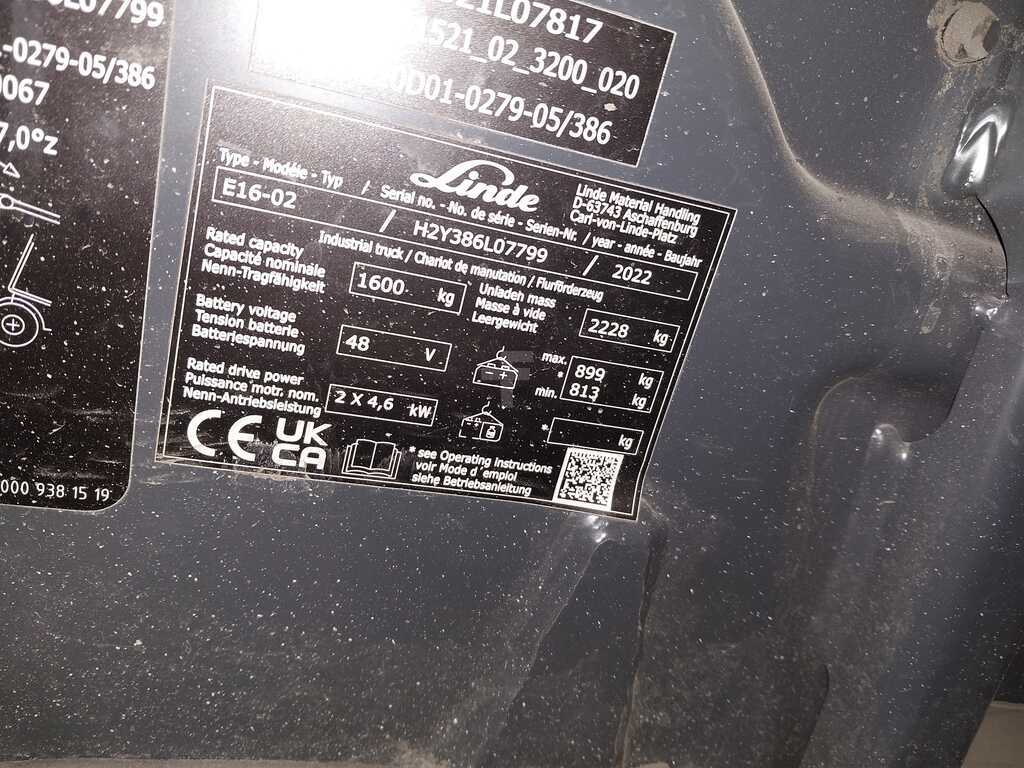 07799
-0279-05/386
0067
7,0°z
000 938 15 19
21L07817
1521_02_3200_020
0D01-0279-05/386
Linde
Linde Material Handling
D-63743 Aschaffenburg
Carl-von-Linde-Platz
Type - Modéle - Typ / Serial no. - No. de série - Serien-Nr. / year - année - Baujahr
E16-02 / H2Y386L07799 / 2022
Industrial truck / Chariot de manutation / Flurförderzeug
Rated capacity
Capacité nominale
Nenn-Tragfähigkeit
1600 kg
Unladen mass
Masse à vide
Leergewicht
2228 kg
Battery voltage
Tension batterie
Batteriespannung
48 V
max. 899 kg
*
min. 813 kg
Rated drive power
Puissance motr. nom.
Nenn-Antriebsleistung
2 X 4,6 kW
* kg
CE UK
CA
* see Operating instructions
voir Mode d´emploi
siehe Betriebsanleitung